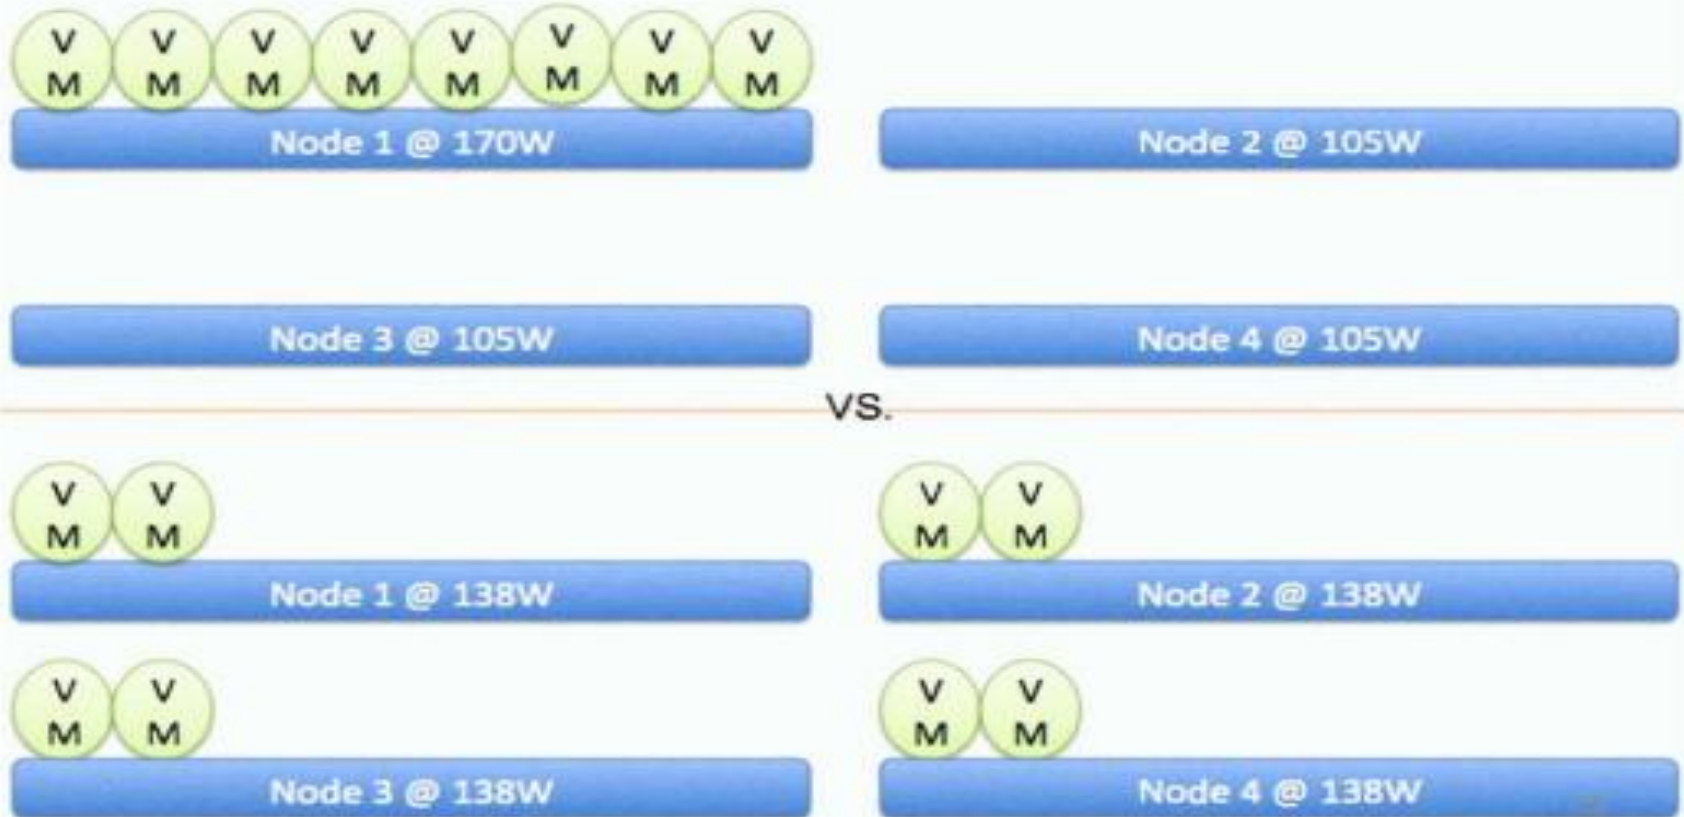 V V V V V V V V
M M M M M M M M
Node 1 @ 170W
Node 2 @ 105W
Node 3 @ 105W
Node 4 @ 105W
VS.
V V
M M
V V
M M
Node 1 @ 138W
Node 2 @ 138W
V V
M M
V V
M M
Node 3 @ 138W
Node 4 @ 138W